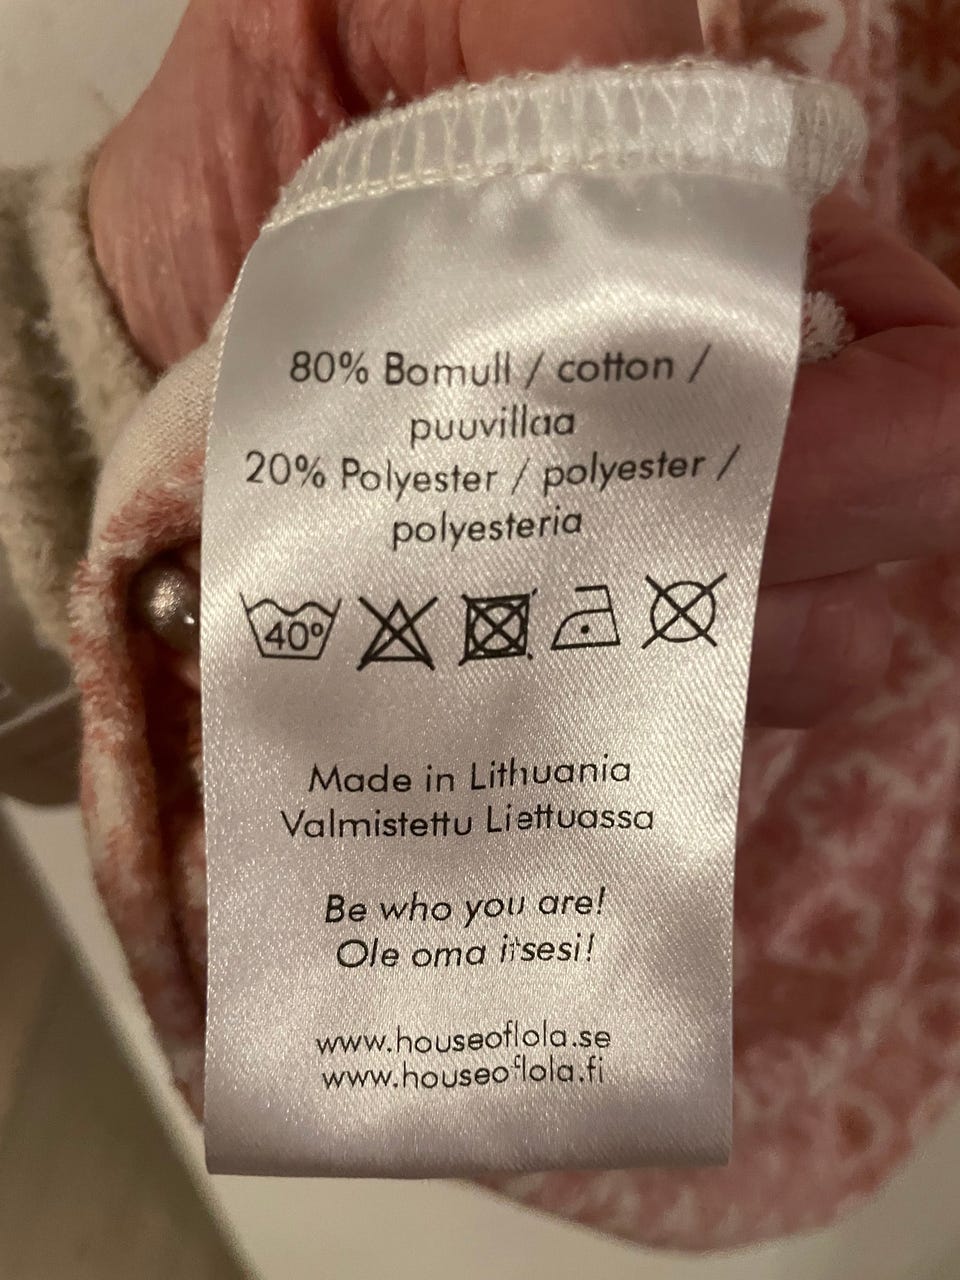 80% Bomull / cotton /
puuvillaa
20% Polyester / polyester /
polyesteria
40°
Made in Lithuania
Valmistettu Liettuassa
Be who you are!
Ole oma itsesi!
www.houseoflola.se
www.houseoflola.fi